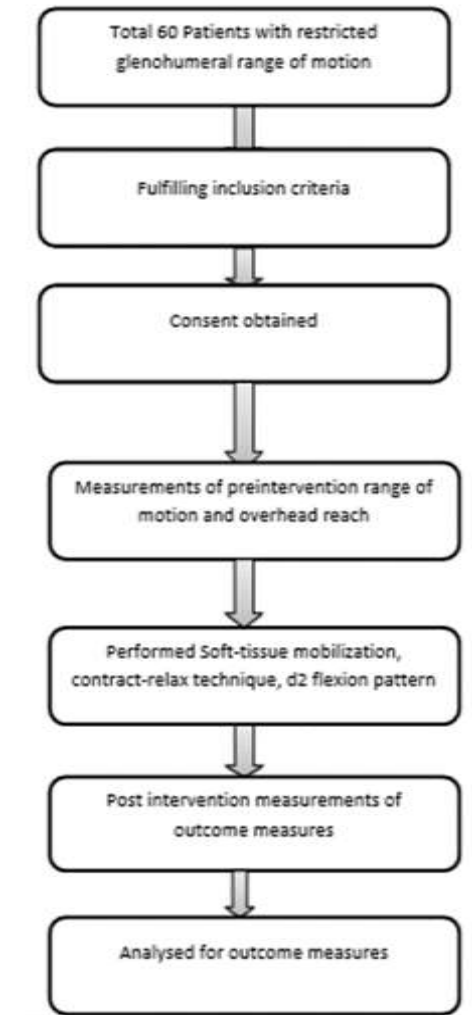 Total 60 Patients with restricted
glenohumeral range of motion
Fulfilling inclusion criteria
Consent obtained
Measurements of preintervention range of
motion and overhead reach
Performed Soft-tissue mobilization,
contract-relax technique, d2 flexion pattern
Post intervention measurements of
outcome measures
Analysed for outcome measures